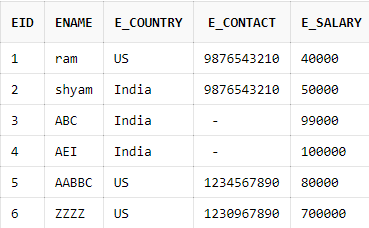 EID ENAME E_COUNTRY E_CONTACT E_SALARY
1 ram US 9876543210 40000
2 shyam India 9876543210 50000
3 ABC India - 99000
4 AEI India - 100000
5 AABBC US 1234567890 80000
6 ZZZZ US 1230967890 700000